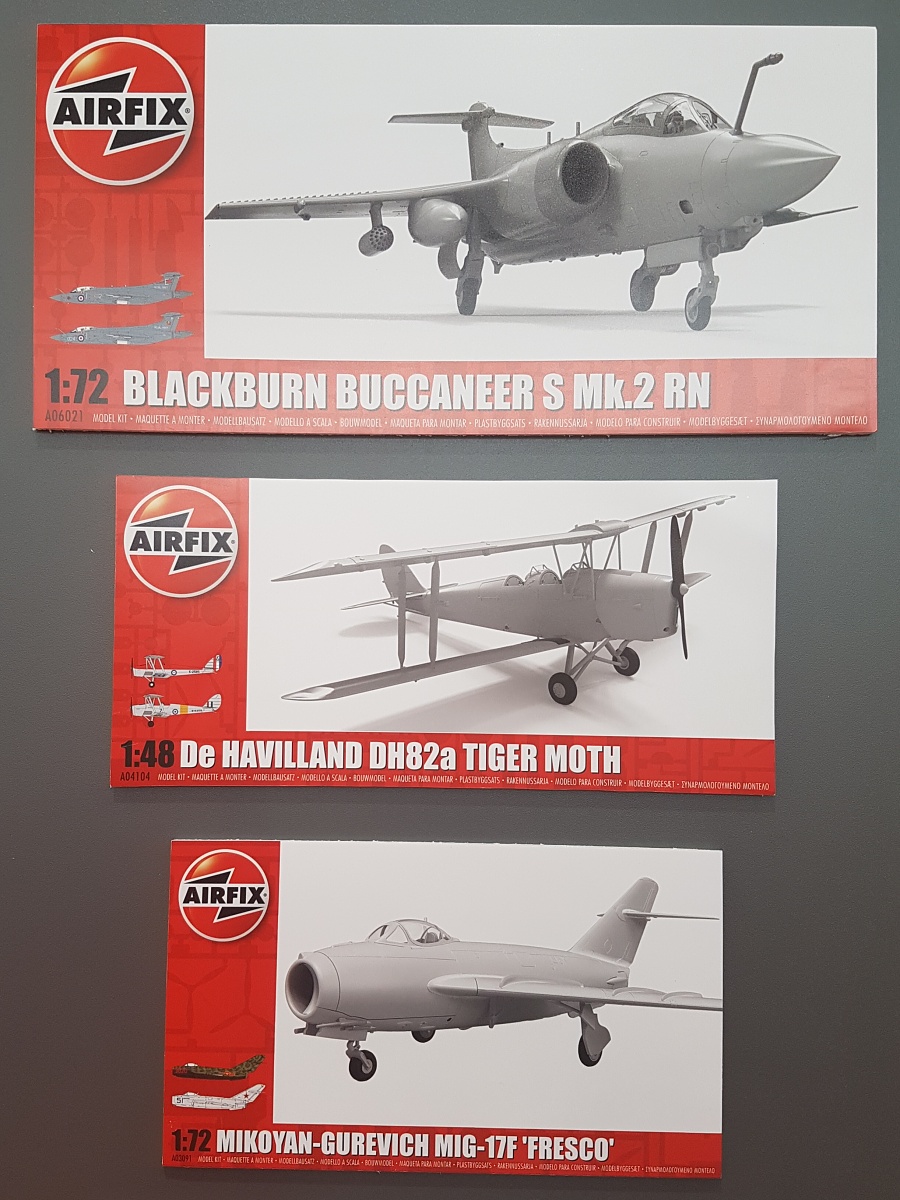 AIRFIX®
1:72 BLACKBURN BUCCANEER S Mk.2 RN
A06021 MODEL KIT • MAQUETTE A MONTER • MODELLBAUSATZ • MODELLO A SCALA • BOUWMODEL • MAQUETA PARA MONTAR • PLASTBYGGSATS • RAKENNUSSARJA • MODELO PARA CONSTRUIR • MODELBYGGESÆT • ΣΥΝΑΡΜΟΛΟΓΟΥΜΕΝΟ ΜΟΝΤΕΛΟ
AIRFIX®
1:48 De HAVILLAND DH82a TIGER MOTH
A04104 MODEL KIT • MAQUETTE A MONTER • MODELLBAUSATZ • MODELLO A SCALA • BOUWMODEL • MAQUETA PARA MONTAR • PLASTBYGGSATS • RAKENNUSSARJA • MODELO PARA CONSTRUIR • MODELBYGGESÆT • ΣΥΝΑΡΜΟΛΟΓΟΥΜΕΝΟ ΜΟΝΤΕΛΟ
AIRFIX®
51
1:72 MIKOYAN-GUREVICH MIG-17F 'FRESCO'
A03091 MODEL KIT • MAQUETTE A MONTER • MODELLBAUSATZ • MODELLO A SCALA • BOUWMODEL • MAQUETA PARA MONTAR • PLASTBYGGSATS • RAKENNUSSARJA • MODELO PARA CONSTRUIR • MODELBYGGESÆT • ΣΥΝΑΡΜΟΛΟΓΟΥΜΕΝΟ ΜΟΝΤΕΛΟ